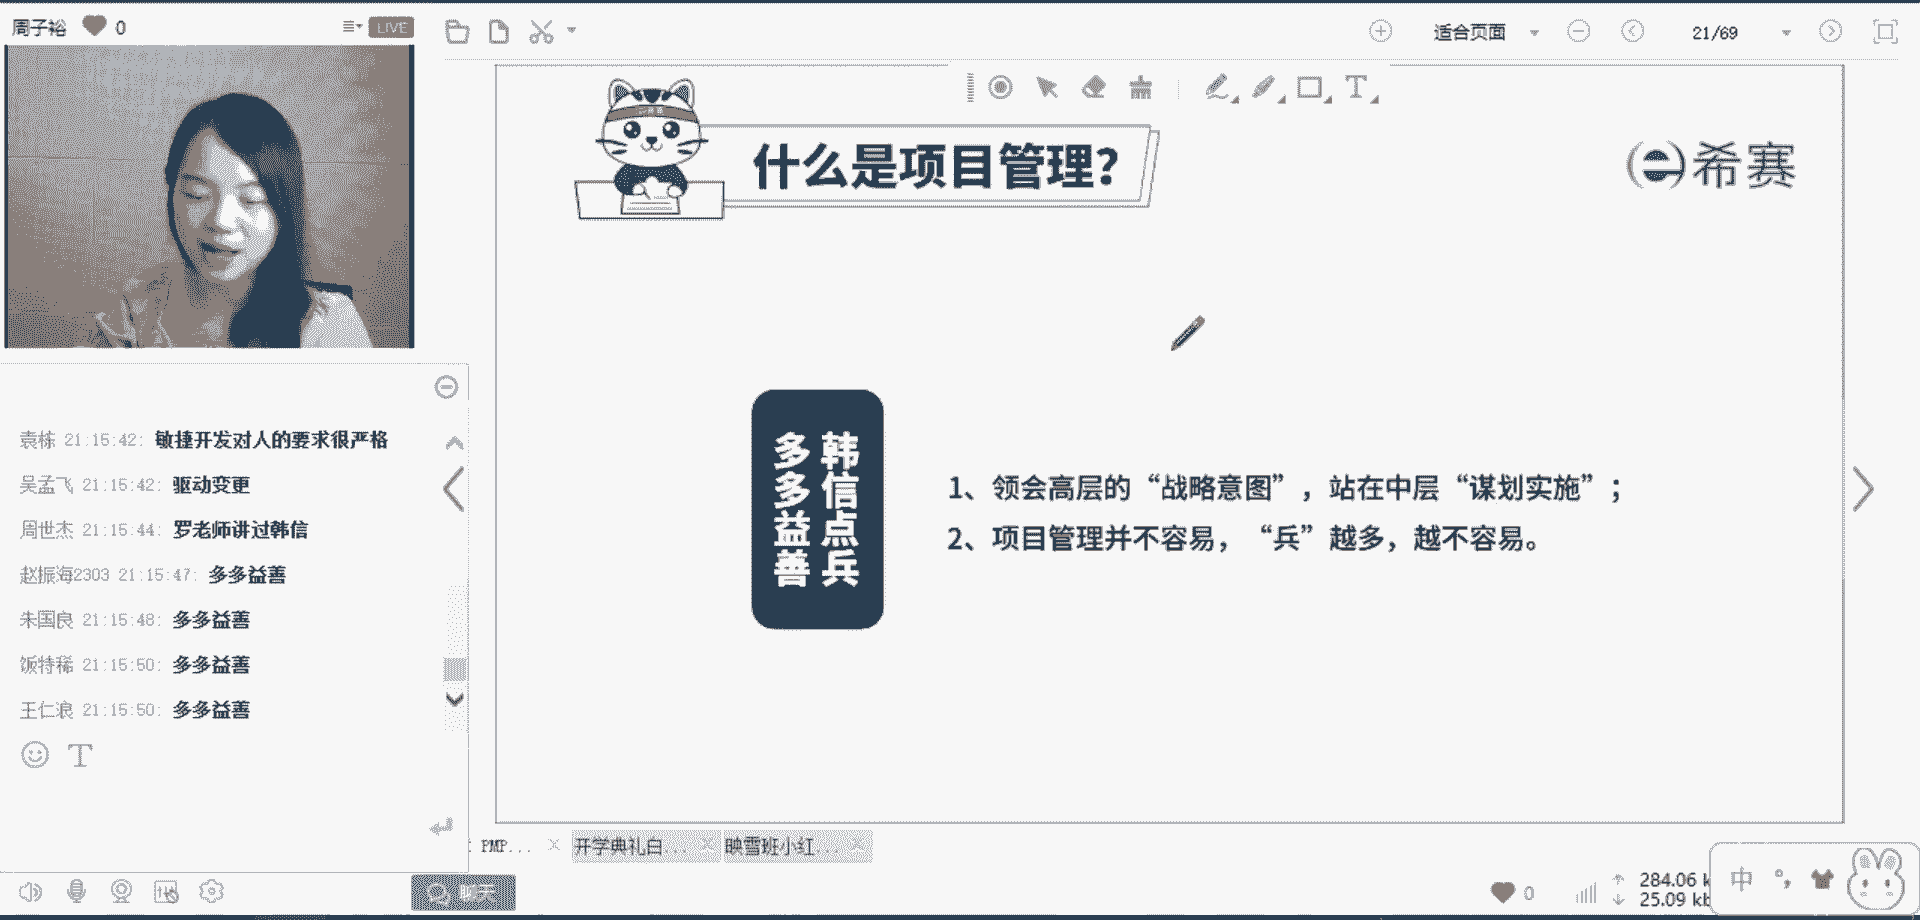 周子裕 0 LIVE
适合页面 21/69
什么是项目管理?
希赛
韩信点兵
多多益善
1、领会高层的“战略意图”，站在中层“谋划实施”；
2、项目管理并不容易，“兵”越多，越不容易。
袁栋 21:15:42: 敏捷开发对人的要求很严格
吴孟飞 21:15:42: 驱动变更
周世杰 21:15:44: 罗老师讲过韩信
赵振海2303 21:15:47: 多多益善
朱国良 21:15:48: 多多益善
饭特稀 21:15:50: 多多益善
王仁浪 21:15:50: 多多益善
PMP... 开学典礼白... 映雪班小红...
聊天
0
284.06 k
25.09 kb
中